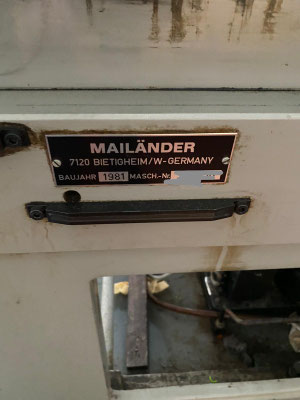 MAILÄNDER
7120 BIETIGHEIM/W-GERMANY
BAUJAHR 1981 MASCH.-Nr.